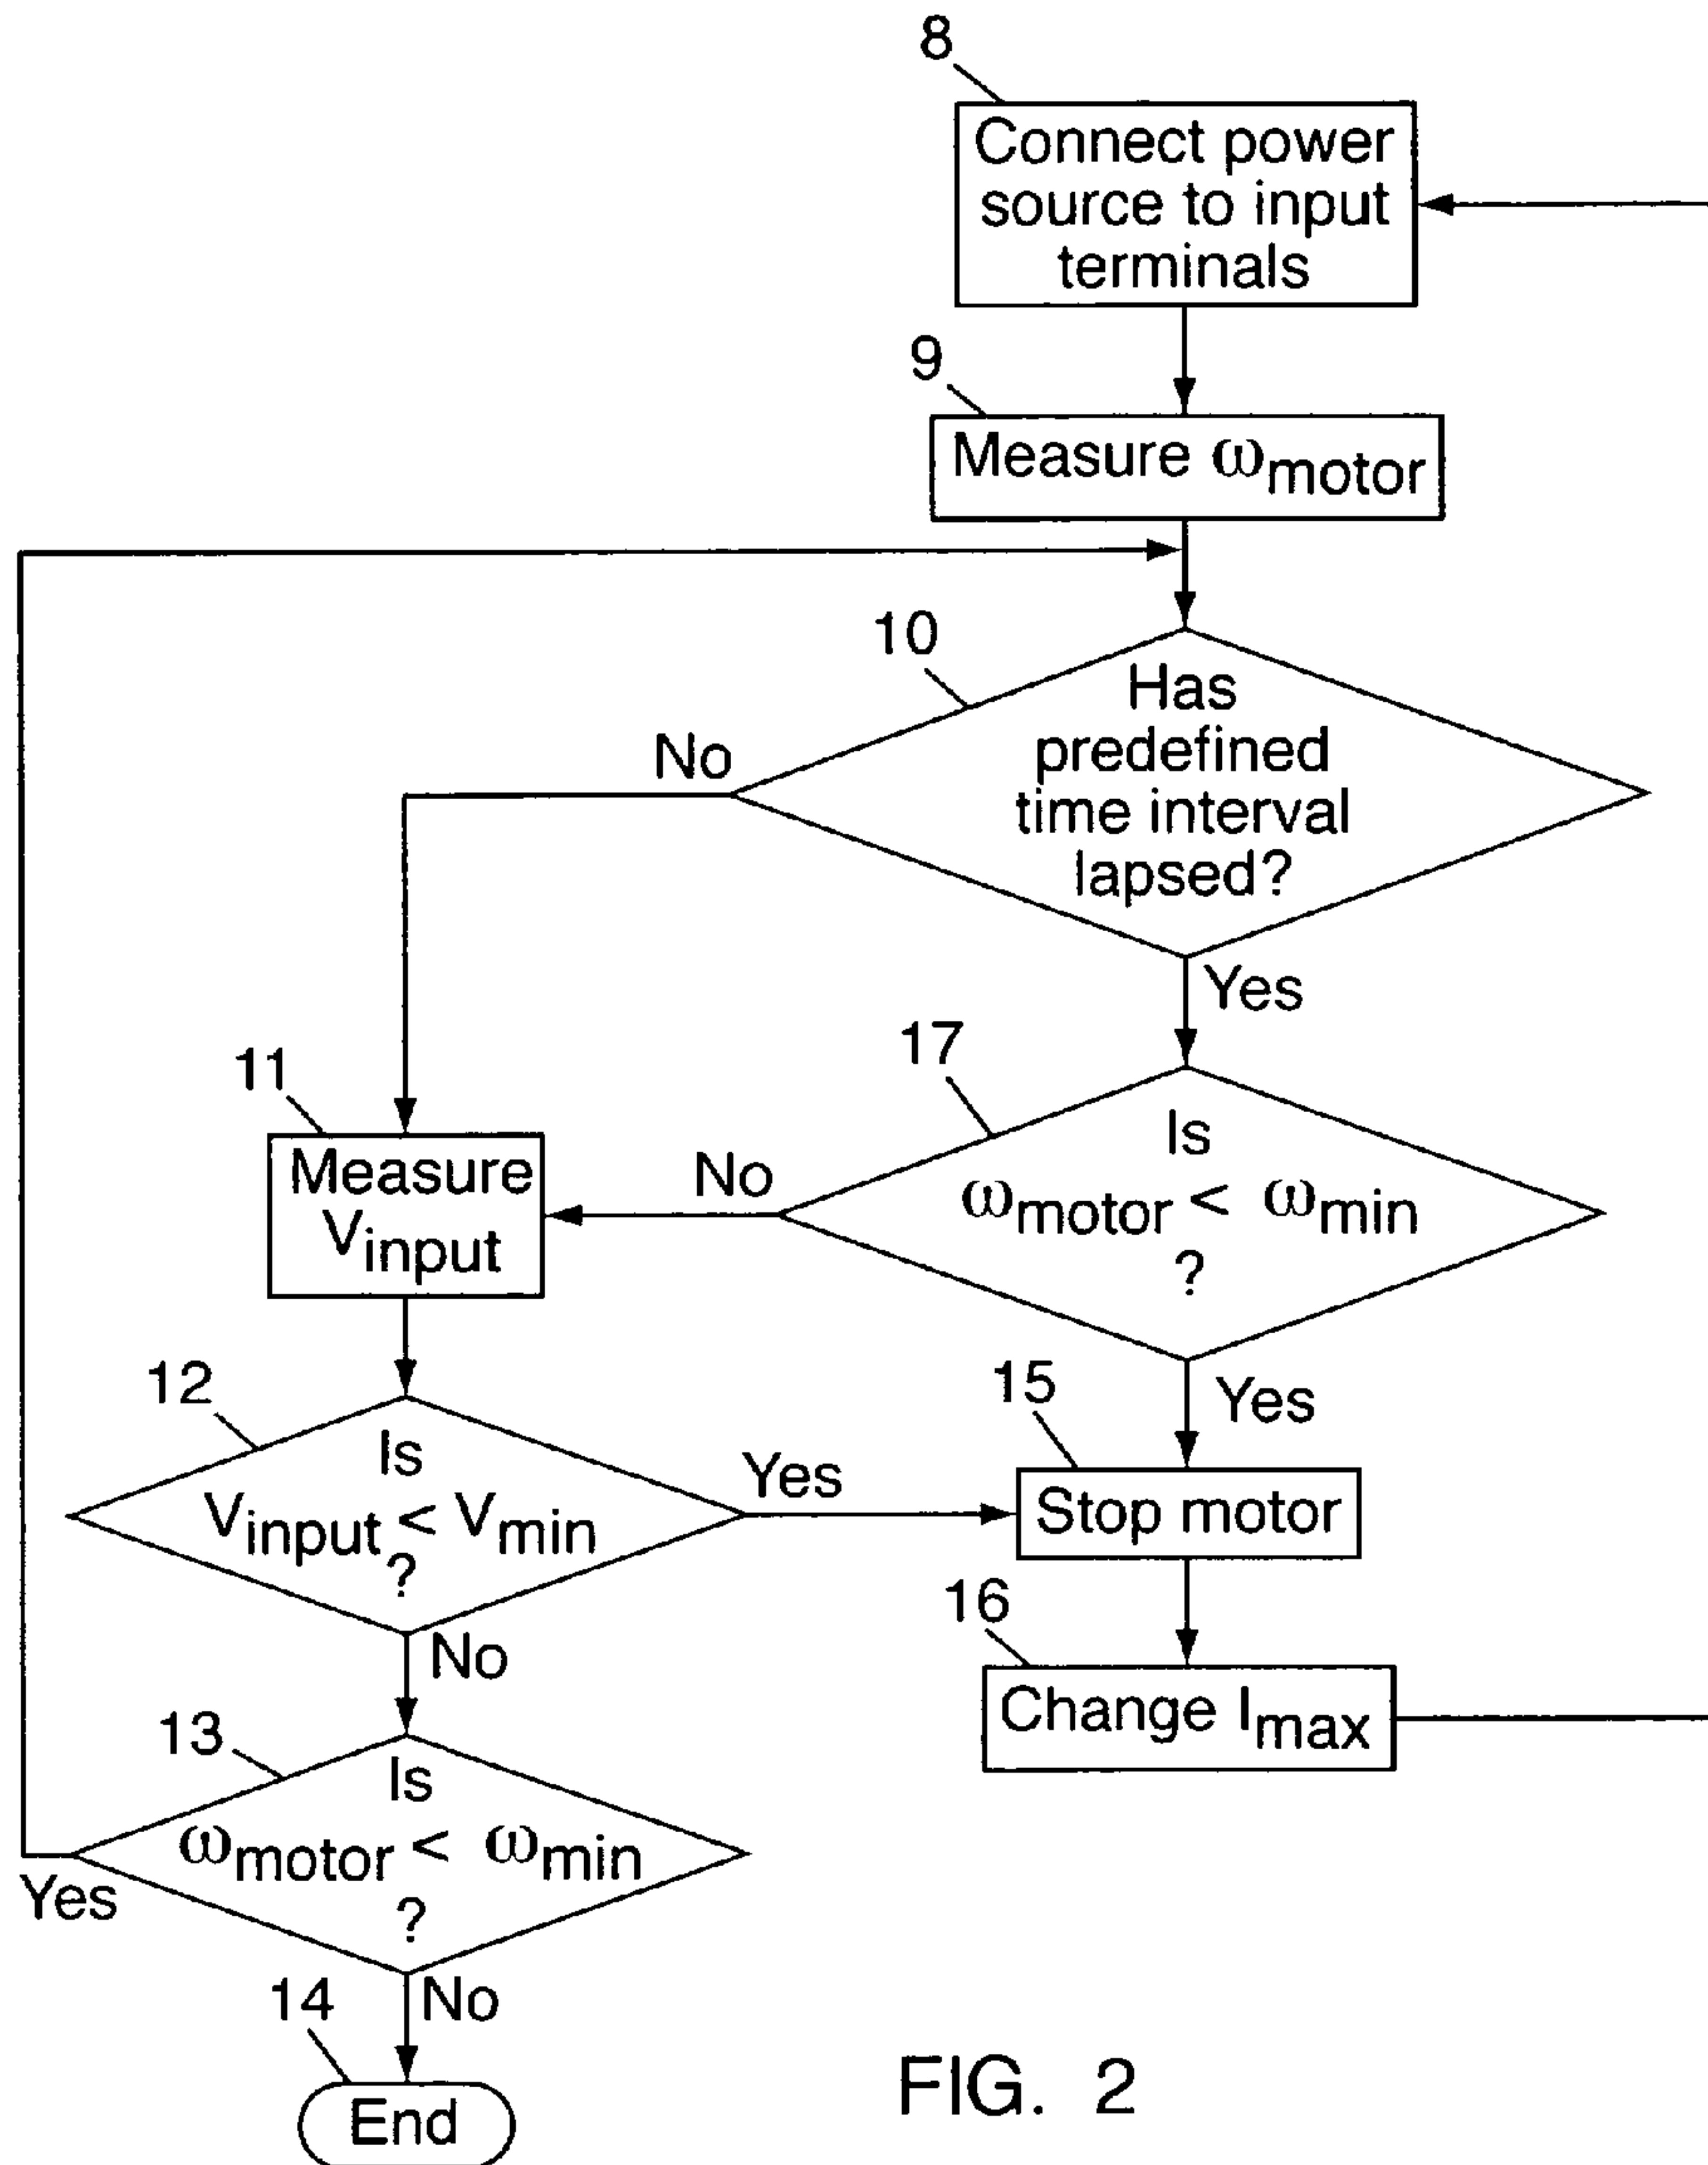 8
Connect power
source to input
terminals
9
Measure ωmotor
10
Has
predefined
time interval
lapsed?
No
Yes
17
Is
ωmotor < ωmin
?
No
Yes
11
Measure
Vinput
12
Is
Vinput < Vmin
?
Yes
No
15
Stop motor
16
Change Imax
13
Is
ωmotor < ωmin
?
Yes
No
14
End
FIG. 2